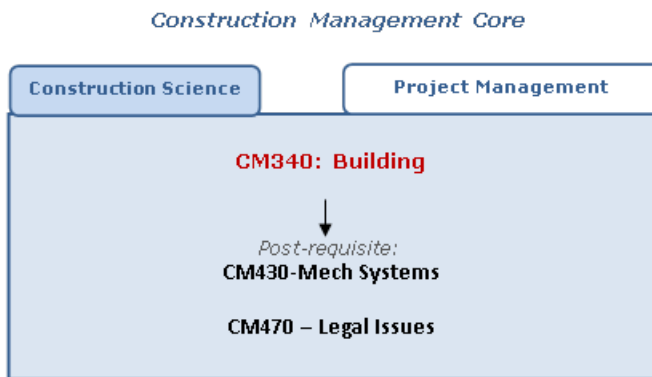 Construction Management Core
Construction Science
Project Management
CM340: Building
Post-requisite:
CM430-Mech Systems
CM470 – Legal Issues